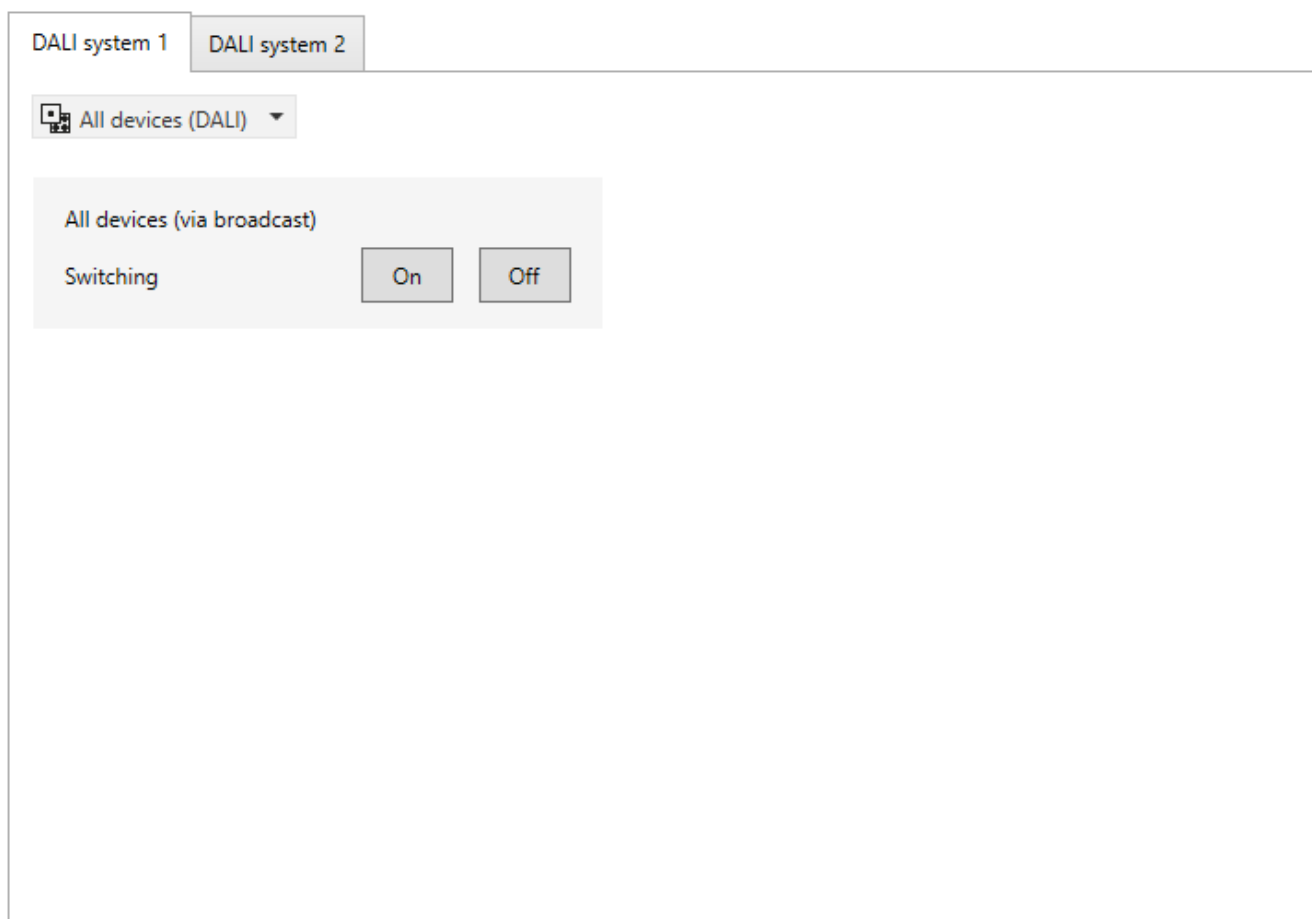 DALI system 1
DALI system 2
All devices (DALI)
All devices (via broadcast)
Switching On Off